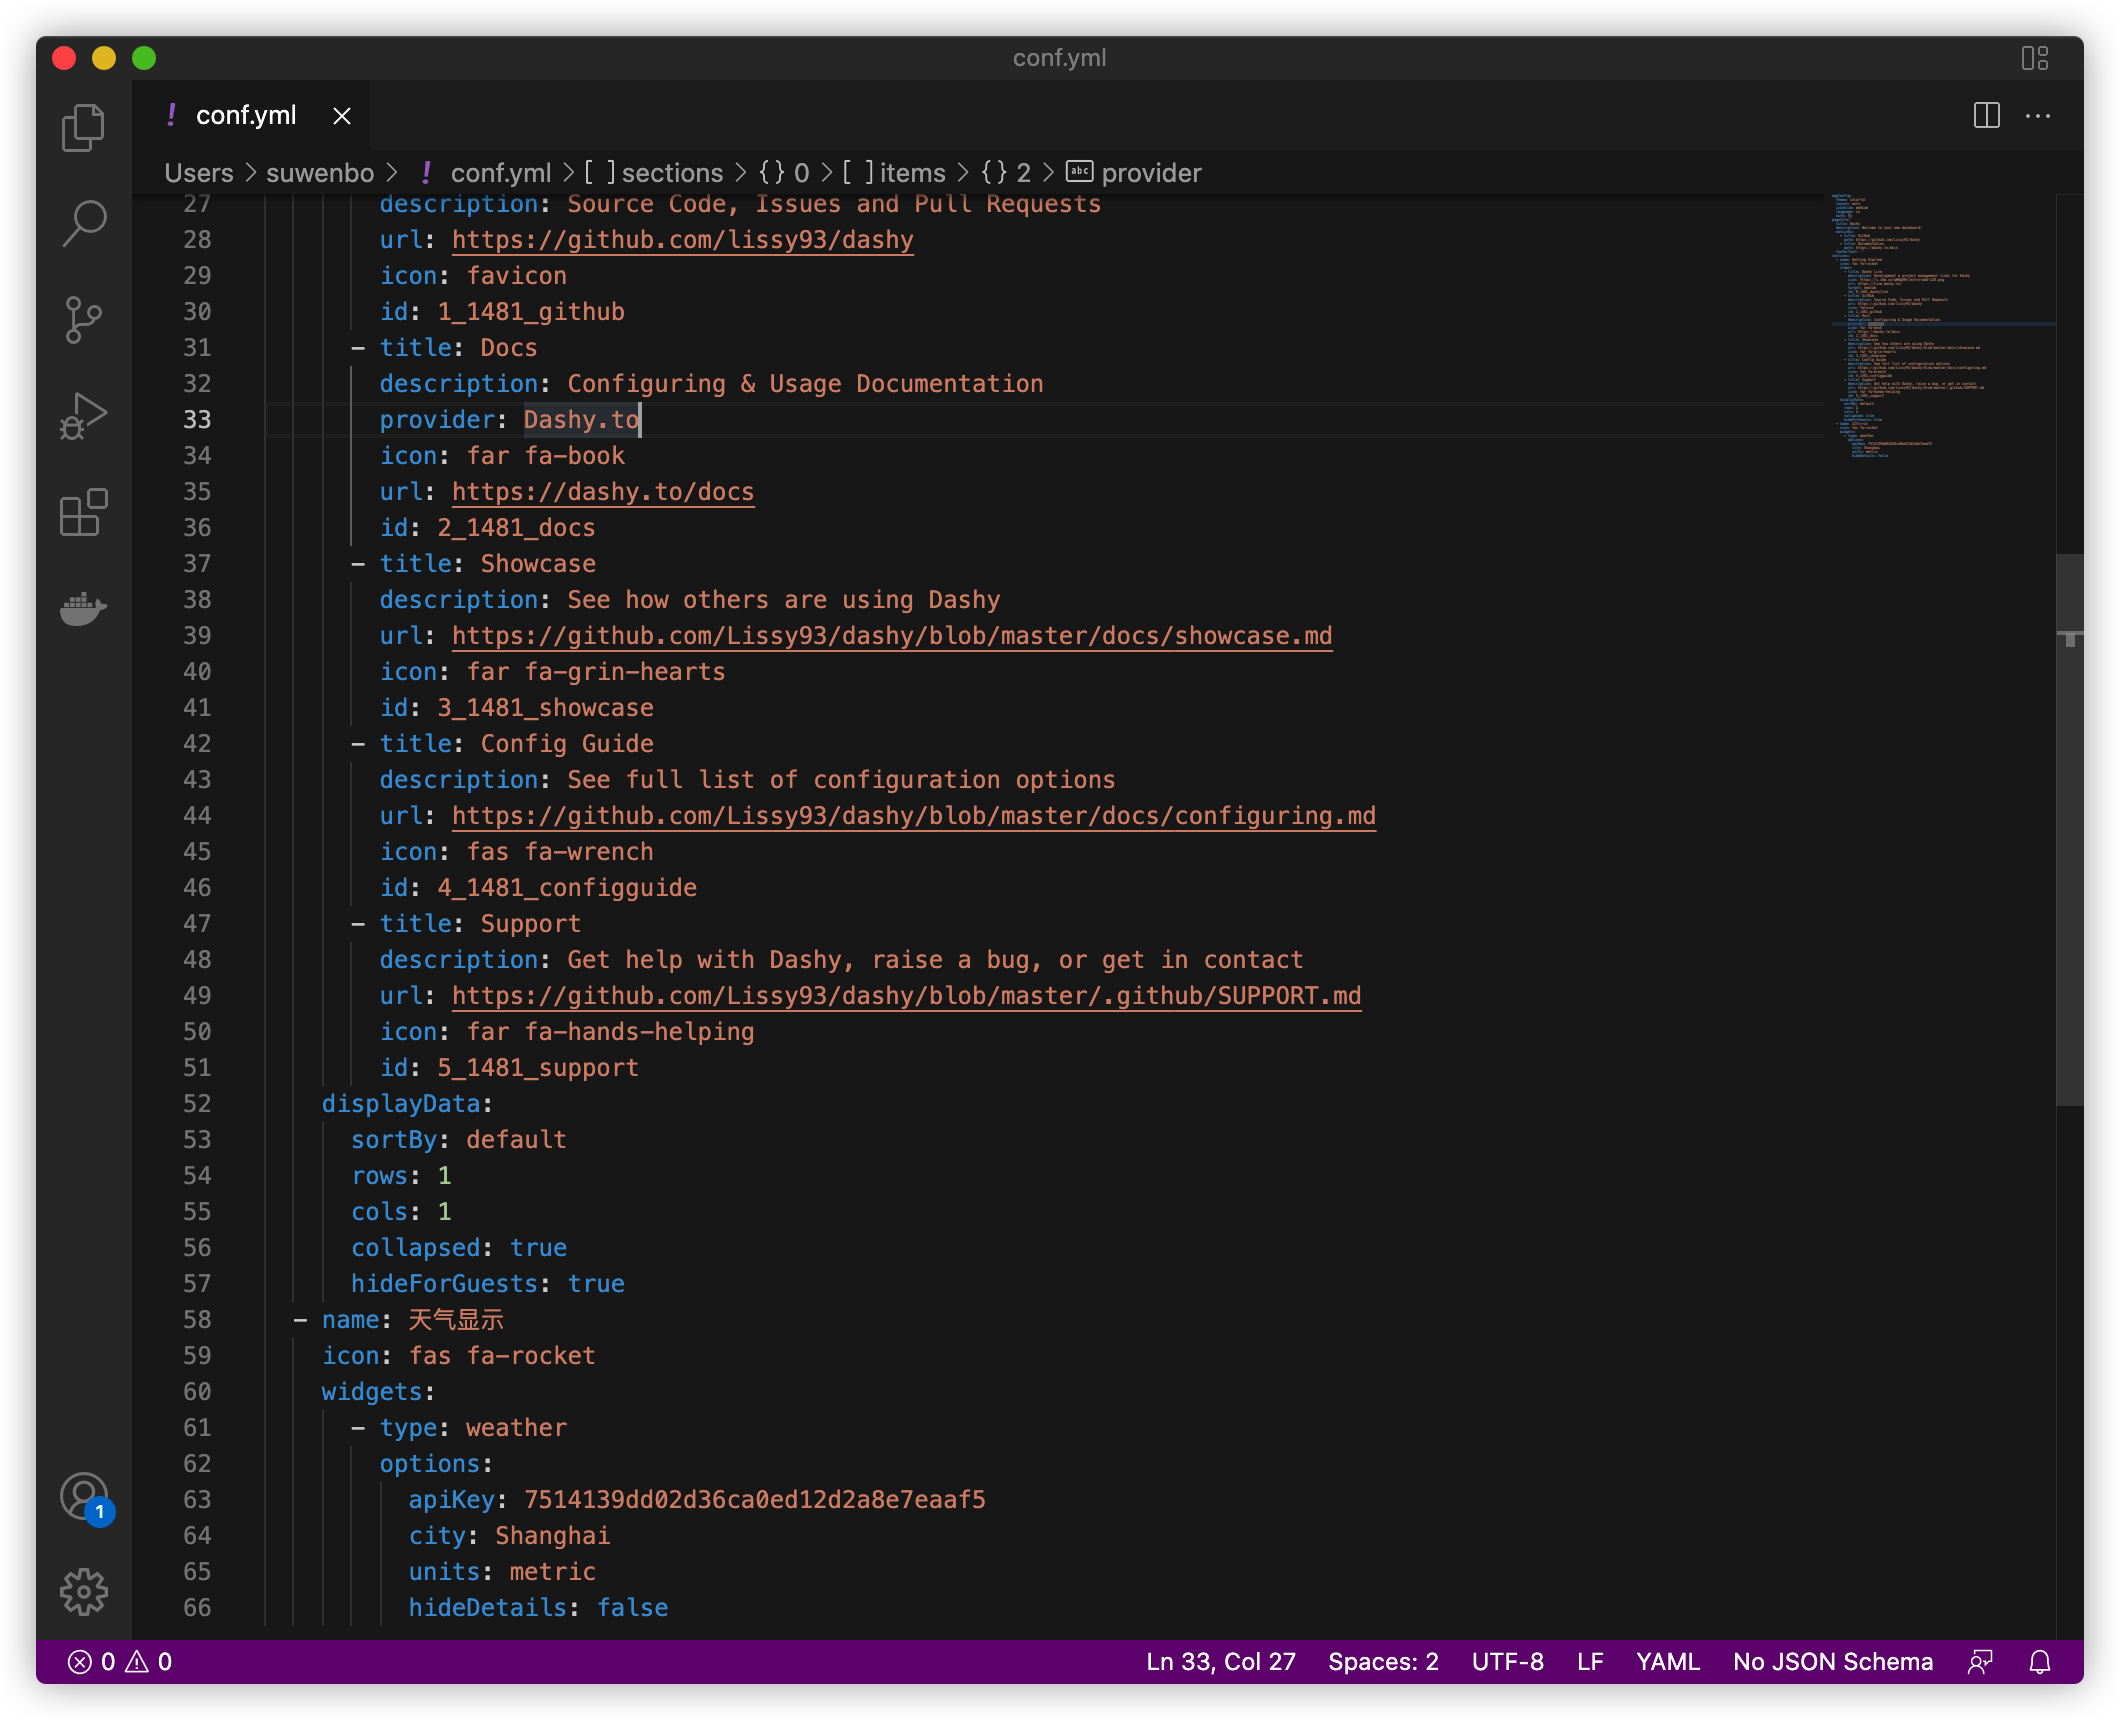 conf.yml
conf.yml
Users > suwenbo > ! conf.yml > [ ] sections > {} 0 > [ ] items > {} 2 > abc provider
27 description: Source Code, Issues and Pull Requests
28 url: https://github.com/lissy93/dashy
29 icon: favicon
30 id: 1_1481_github
31 - title: Docs
32 description: Configuring & Usage Documentation
33 provider: Dashy.to
34 icon: far fa-book
35 url: https://dashy.to/docs
36 id: 2_1481_docs
37 - title: Showcase
38 description: See how others are using Dashy
39 url: https://github.com/Lissy93/dashy/blob/master/docs/showcase.md
40 icon: far fa-grin-hearts
41 id: 3_1481_showcase
42 - title: Config Guide
43 description: See full list of configuration options
44 url: https://github.com/Lissy93/dashy/blob/master/docs/configuring.md
45 icon: fas fa-wrench
46 id: 4_1481_configguide
47 - title: Support
48 description: Get help with Dashy, raise a bug, or get in contact
49 url: https://github.com/Lissy93/dashy/blob/master/.github/SUPPORT.md
50 icon: far fa-hands-helping
51 id: 5_1481_support
52 displayData:
53 sortBy: default
54 rows: 1
55 cols: 1
56 collapsed: true
57 hideForGuests: true
58 - name: 天气显示
59 icon: fas fa-rocket
60 widgets:
61 - type: weather
62 options:
63 apiKey: 7514139dd02d36ca0ed12d2a8e7eaaf5
64 city: Shanghai
65 units: metric
66 hideDetails: false
1
0 0 Ln 33, Col 27 Spaces: 2 UTF-8 LF YAML No JSON Schema